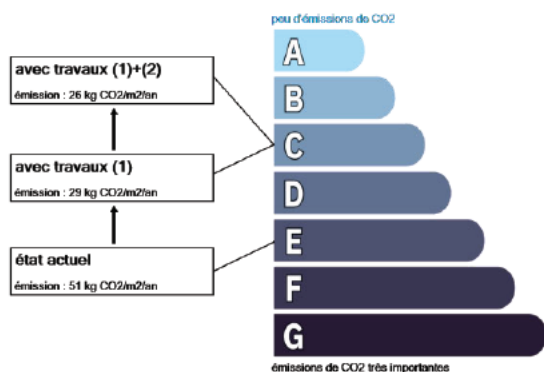 peu d'émissions de CO2
avec travaux (1)+(2)
émission : 26 kg CO2/m2/an
avec travaux (1)
émission : 29 kg CO2/m2/an
état actuel
émission : 51 kg CO2/m2/an
A
B
C
D
E
F
G
émissions de CO2 très importantes